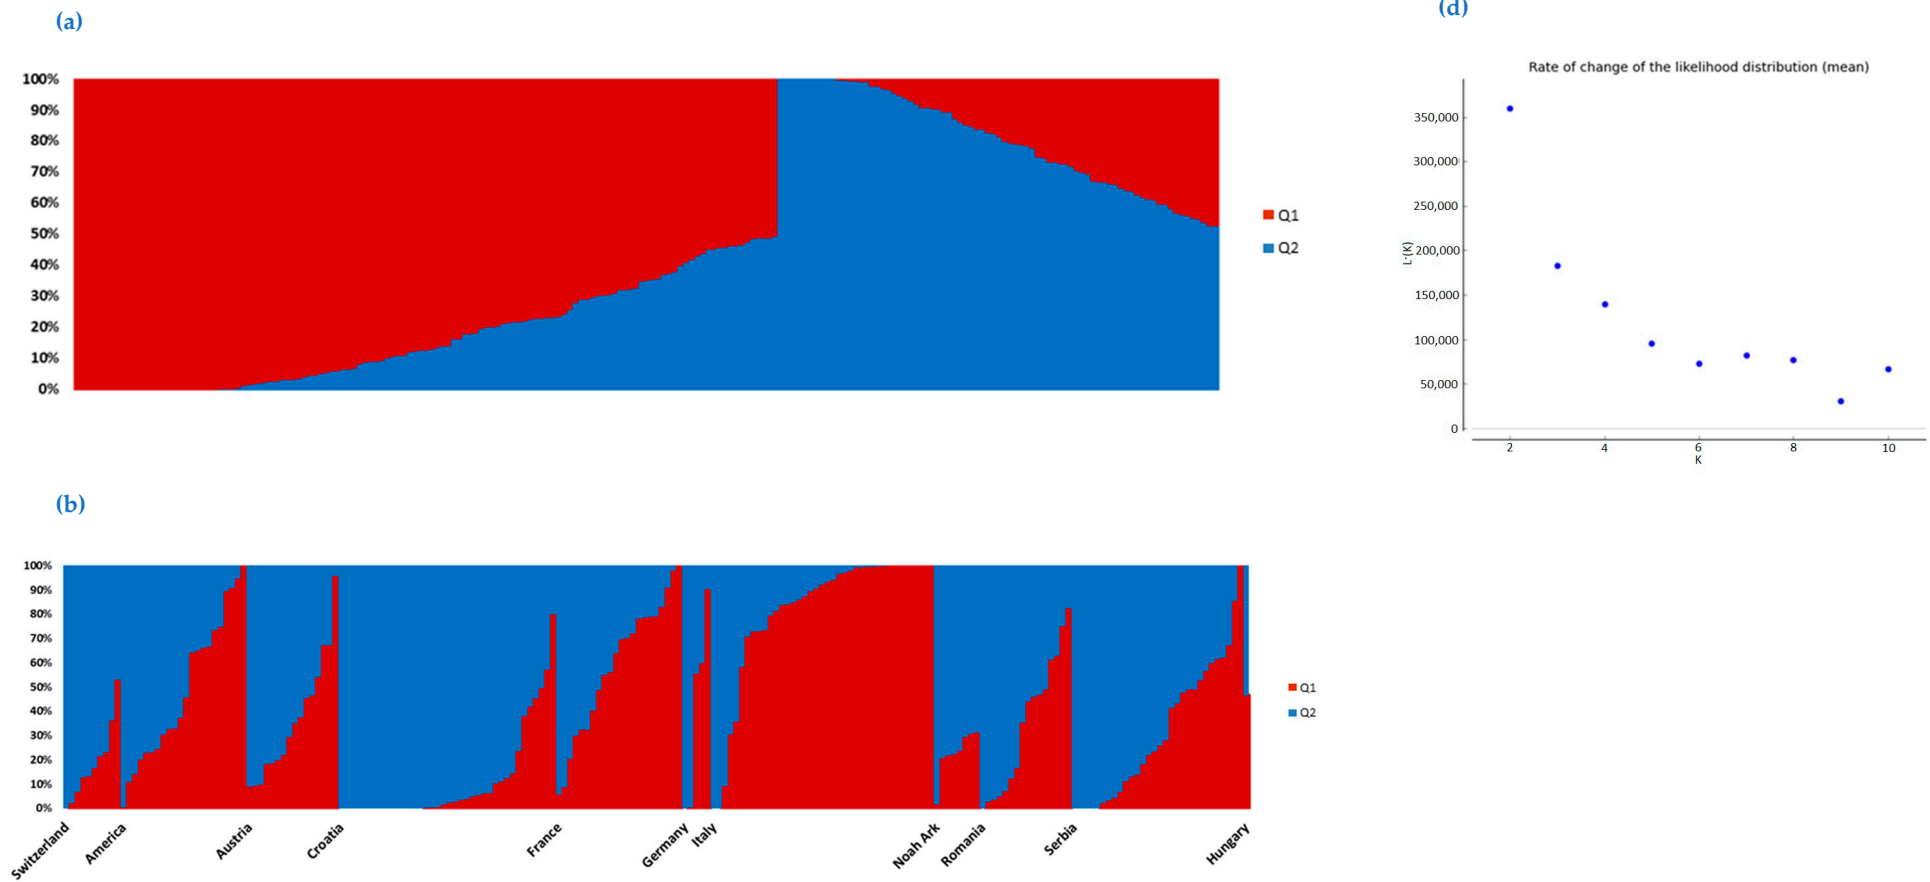 (a)
100%
90%
80%
70%
60%
50%
40%
30%
20%
10%
0%
Q1
Q2
(d)
Rate of change of the likelihood distribution (mean)
350,000
300,000
250,000
200,000
150,000
100,000
50,000
0
L'(K)
2
4
6
8
10
K
(b)
100%
90%
80%
70%
60%
50%
40%
30%
20%
10%
0%
Q1
Q2
Switzerland
America
Austria
Croatia
France
Germany
Italy
Noah Ark
Romania
Serbia
Hungary